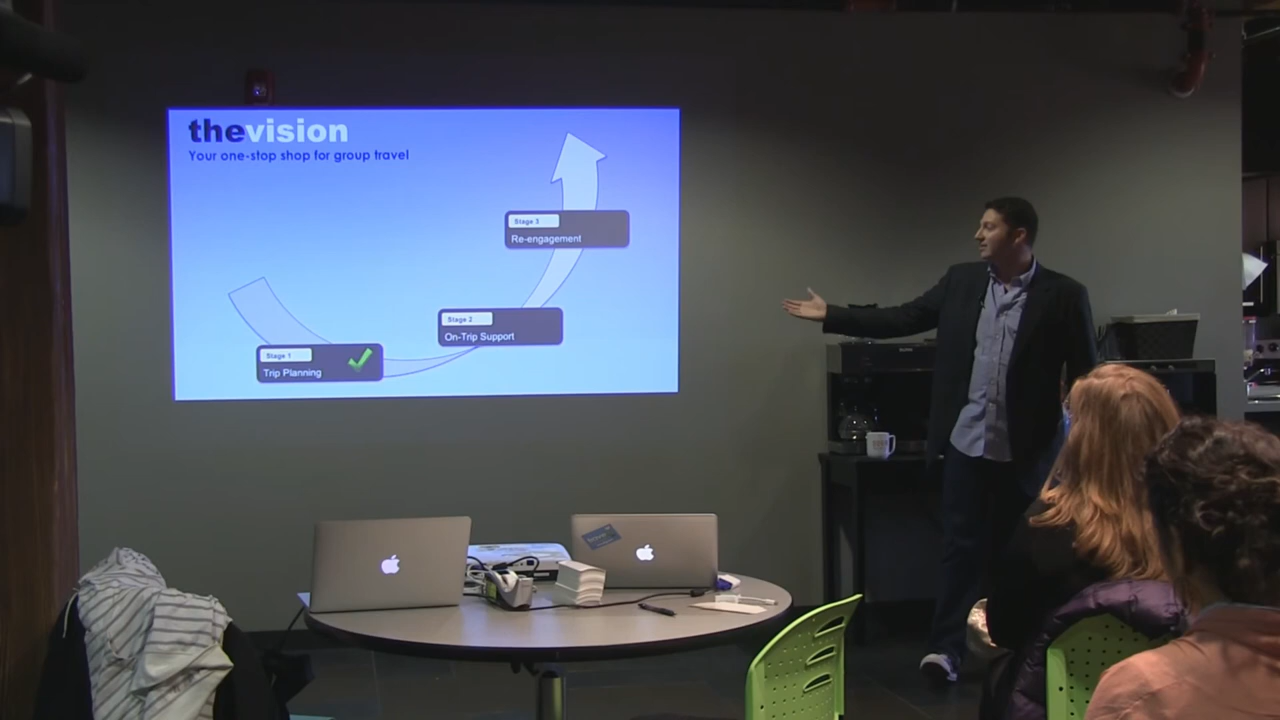 thevision
Your one-stop shop for group travel
Stage 3
Re-engagement
Stage 2
On-Trip Support
Stage 1
Trip Planning